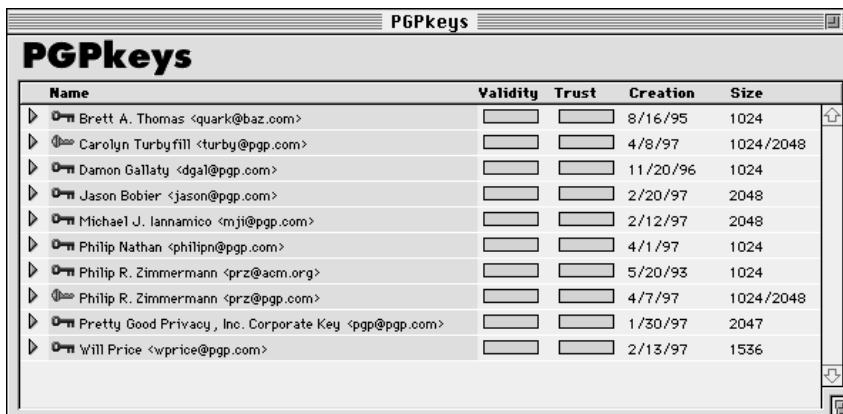 PGPkeys
PGPkeys
Name Validity Trust Creation Size
Brett A. Thomas <quark@baz.com> 8/16/95 1024
Carolyn Turbyfill <turby@pgp.com> 4/8/97 1024/2048
Damon Gallaty <dgal@pgp.com> 11/20/96 1024
Jason Bobier <jason@pgp.com> 2/20/97 2048
Michael J. Iannamico <mji@pgp.com> 2/12/97 2048
Philip Nathan <philipn@pgp.com> 4/1/97 1024
Philip R. Zimmermann <prz@acm.org> 5/20/93 1024
Philip R. Zimmermann <prz@pgp.com> 4/7/97 1024/2048
Pretty Good Privacy, Inc. Corporate Key <pgp@pgp.com> 1/30/97 2047
Will Price <wprice@pgp.com> 2/13/97 1536